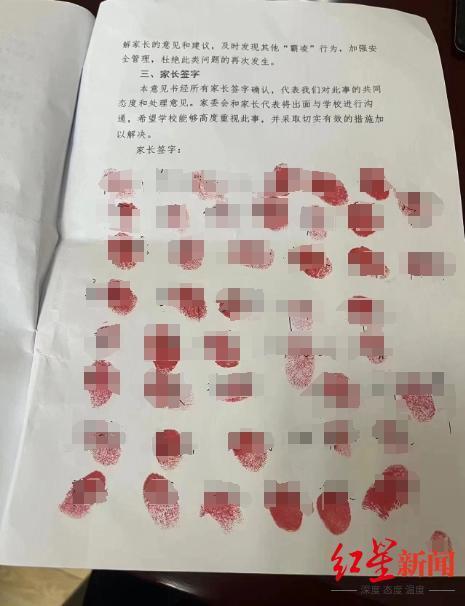 解家长的意见和建议，及时发现其他“霸凌”行为，加强安
全管理，杜绝此类问题的再次发生。
三、家长签字
本意见书经所有家长签字确认，代表我们对此事的共同
态度和处理意见。家委会和家长代表将出面与学校进行沟
通，希望学校能够高度重视此事，并采取切实有效的措施加
以解决。
家长签字：
红星新闻
深度 态度 温度